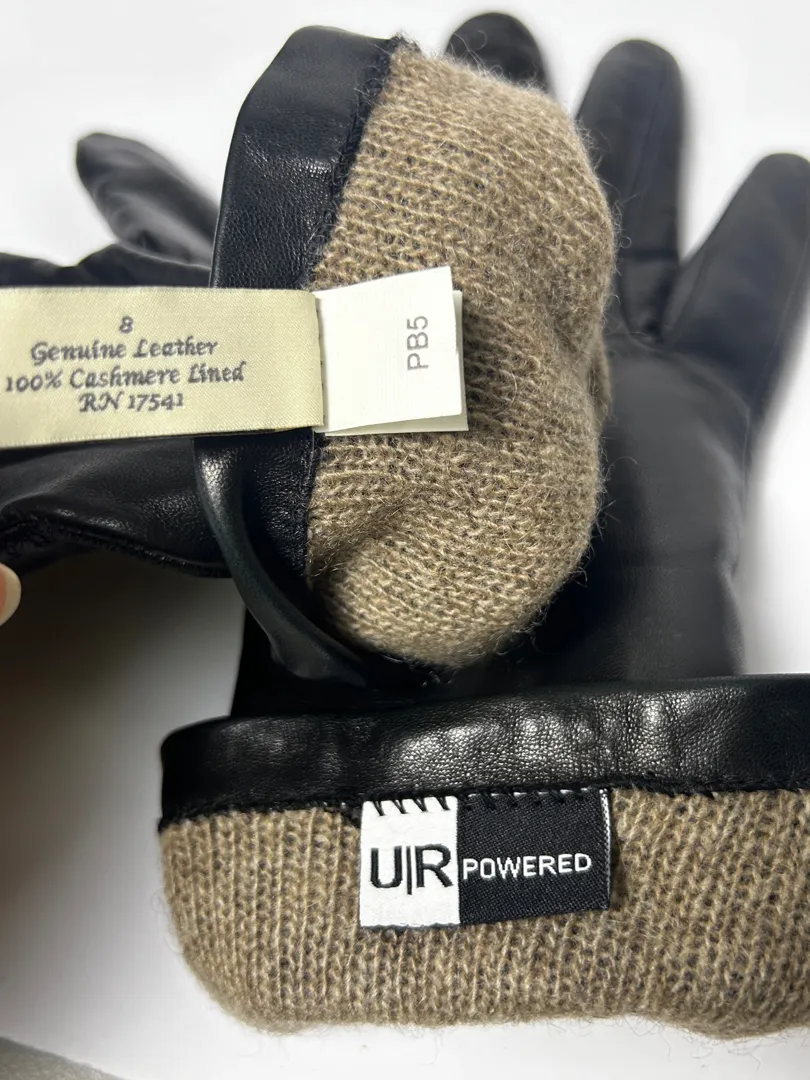 8
Genuine Leather
100% Cashmere Lined
RN 17541
PB5
U|R POWERED